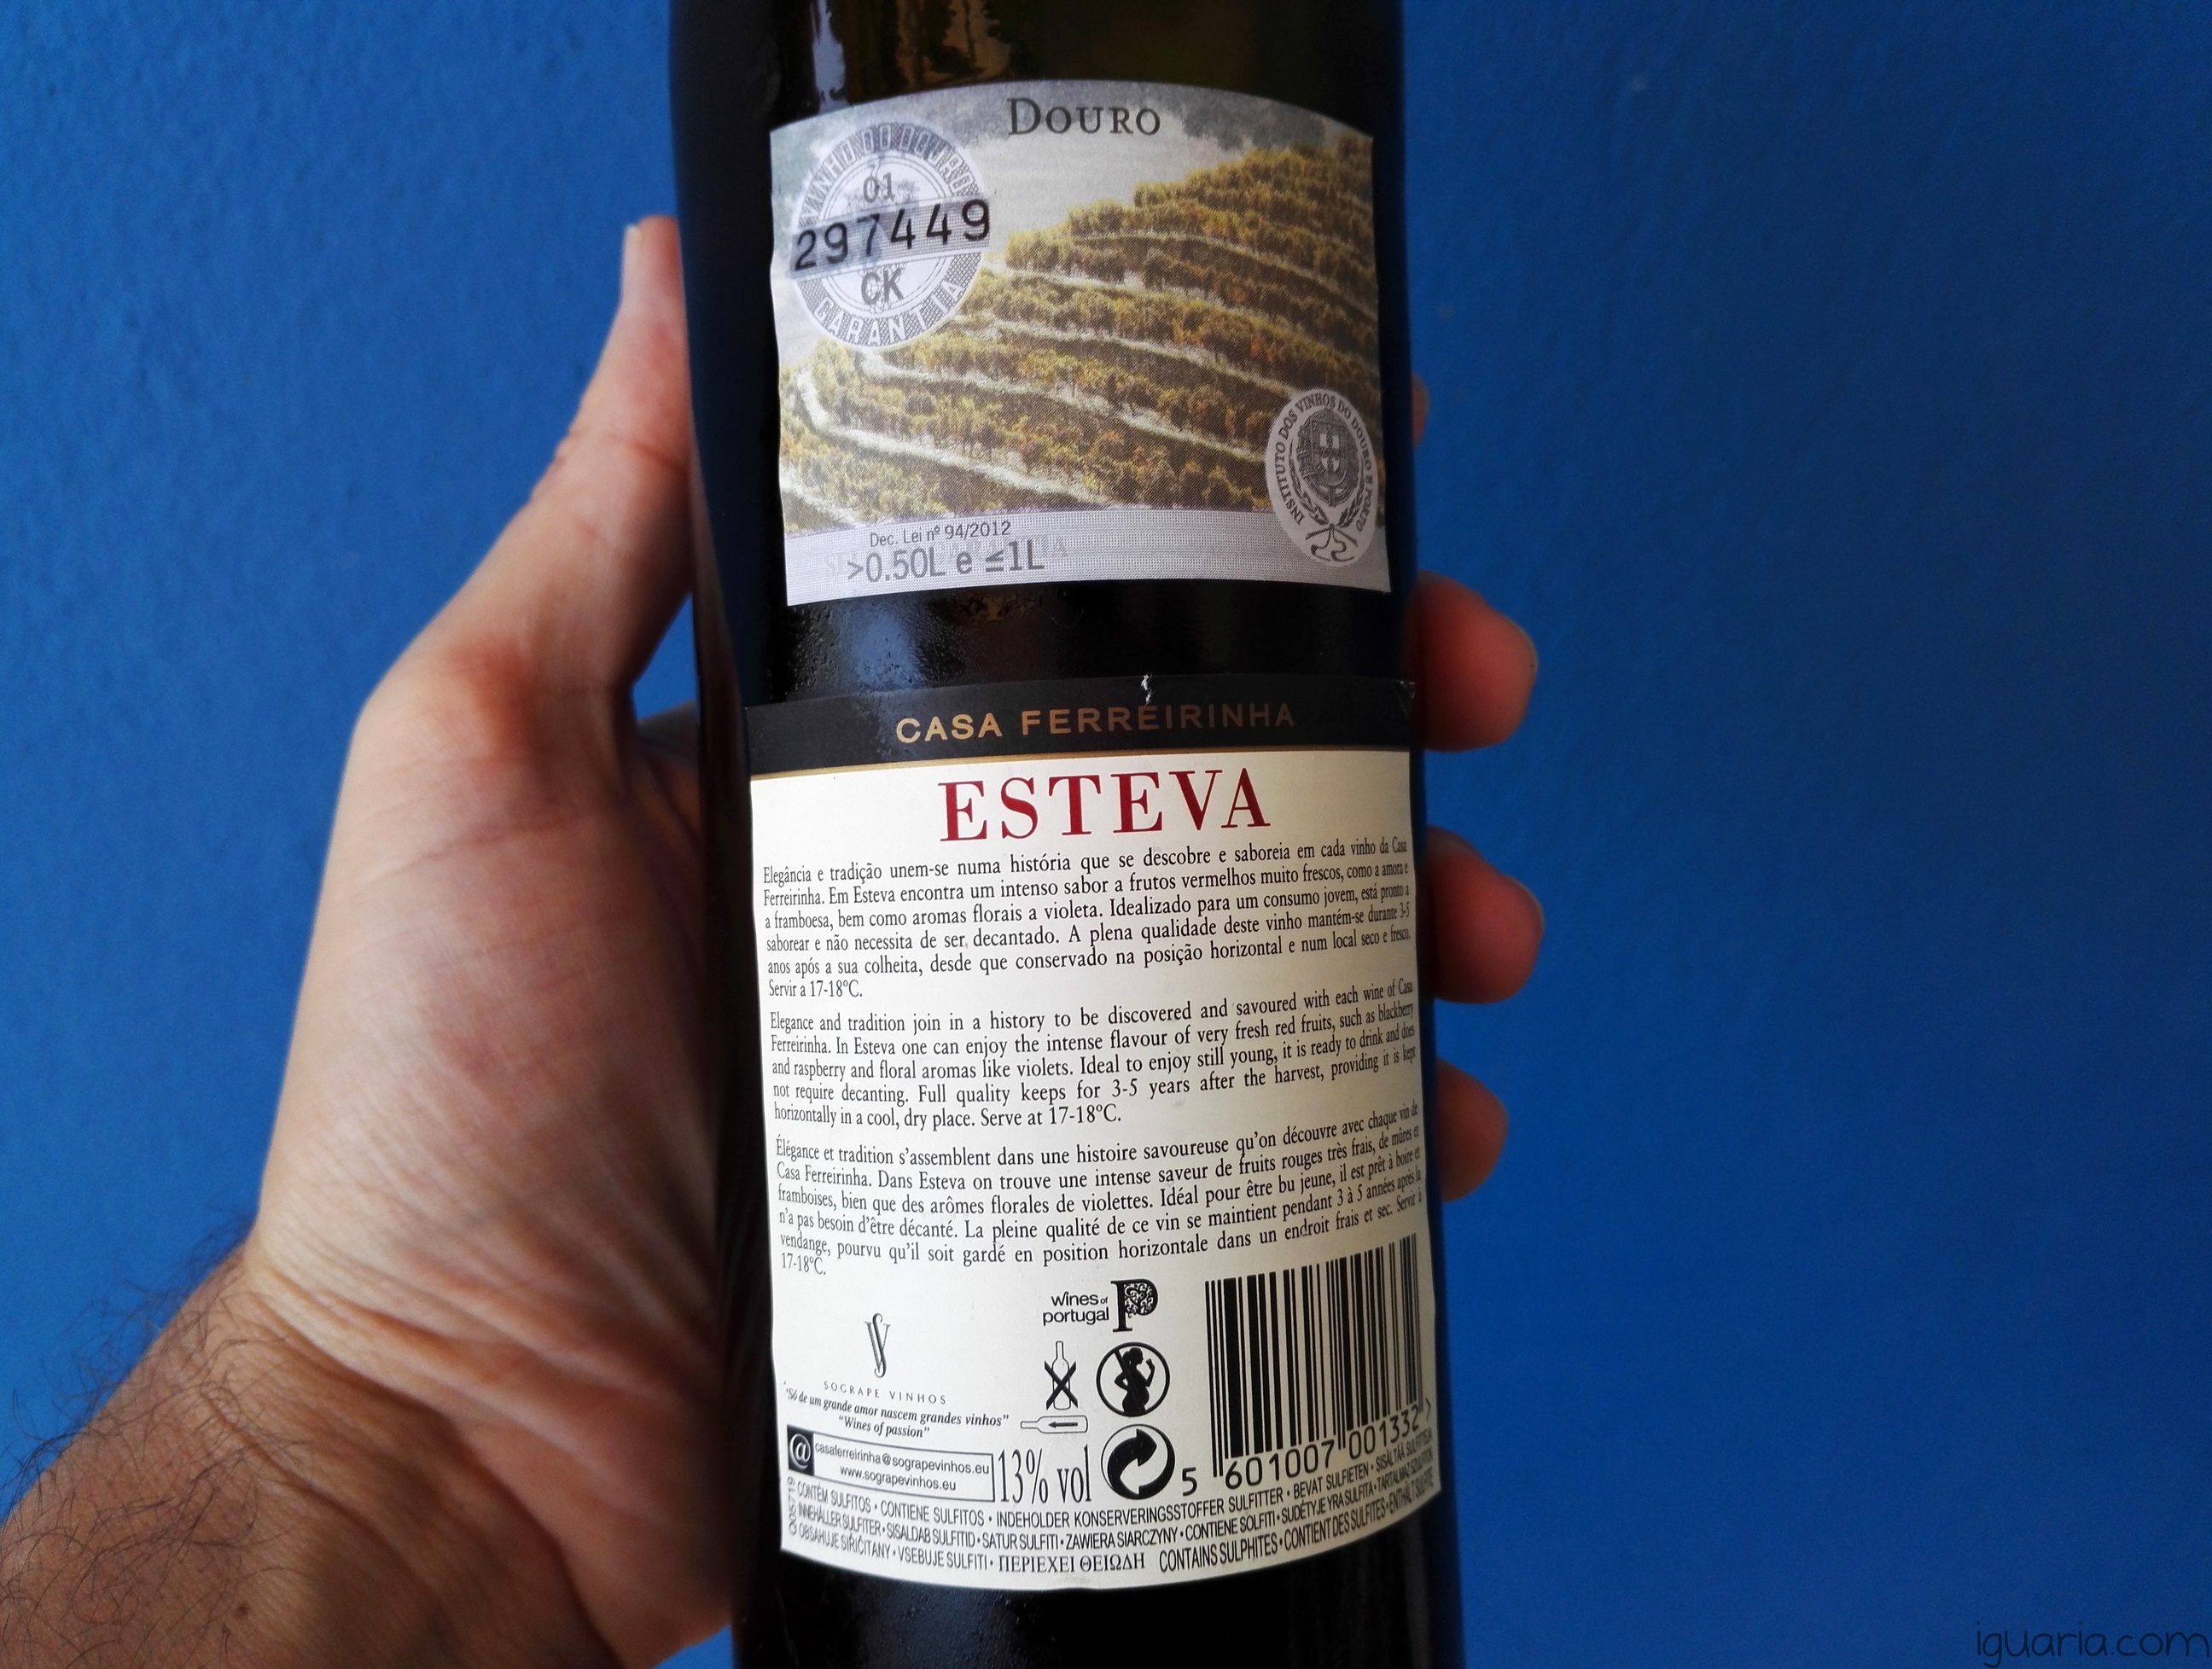 DOURO
VINHO DO DOURO
01
297449
CK
GARANTIA
INSTITUTO DOS VINHOS DO DOURO E PORTO
Dec. Lei nº 94/2012
>0.50L e ≤1L
CASA FERREIRINHA
ESTEVA
Elegância e tradição unem-se numa história que se descobre e saboreia em cada vinho da Casa
Ferreirinha. Em Esteva encontra um intenso sabor a frutos vermelhos muito frescos, como a amora e
a framboesa, bem como aromas florais a violeta. Idealizado para um consumo jovem, está pronto a
saborear e não necessita de ser decantado. A plena qualidade deste vinho mantém-se durante 3-5
anos após a sua colheita, desde que conservado na posição horizontal e num local seco e fresco.
Servir a 17-18ºC.
Elegance and tradition join in a history to be discovered and savoured with each wine of Casa
Ferreirinha. In Esteva one can enjoy the intense flavour of very fresh red fruits, such as blackberry
and raspberry and floral aromas like violets. Ideal to enjoy still young, it is ready to drink and does
not require decanting. Full quality keeps for 3-5 years after the harvest, providing it is kept
horizontally in a cool, dry place. Serve at 17-18ºC.
Élégance et tradition s'assemblent dans une histoire savoureuse qu'on découvre avec chaque vin de
Casa Ferreirinha. Dans Esteva on trouve une intense saveur de fruits rouges très frais, de mûres et
framboises, bien que des arômes florales de violettes. Idéal pour être bu jeune, il est prêt à boire et
n'a pas besoin d'être décanté. La pleine qualité de ce vin se maintient pendant 3 à 5 années après la
vendange, pourvu qu'il soit gardé en position horizontale dans un endroit frais et sec. Servir à
17-18ºC.
wines of
portugal
SOGRAPE VINHOS
"Só de um grande amor nascem grandes vinhos"
"Wines of passion"
@
casaferreirinha@sograpevinhos.eu
www.sograpevinhos.eu
13% vol
5 601007 001332 >
CONTÉM SULFITOS • CONTIENE SULFITOS • INDEHOLDER KONSERVERINGSSTOFFER SULFITTER • BEVAT SULFIETEN • SISÄLTÄÄ SULFIITTEJA
INNEHÅLLER SULFITER • SISALDAB SULFITID • SATUR SULFITI • ZAWIERA SIARCZYNY • CONTIENE SOLFITI • SUDĖTYJE YRA SULFITA • TARTALMAZ SZULFITOK
OBSAHUJE SIŘIČITANY • VSEBUJE SULFITI • ΠΕΡΙΕΧΕΙ ΘΕΙΩΔΗ CONTAINS SULPHITES • CONTIENT DES SULFITES • ENTHÄLT SULFITE
iguaria.com